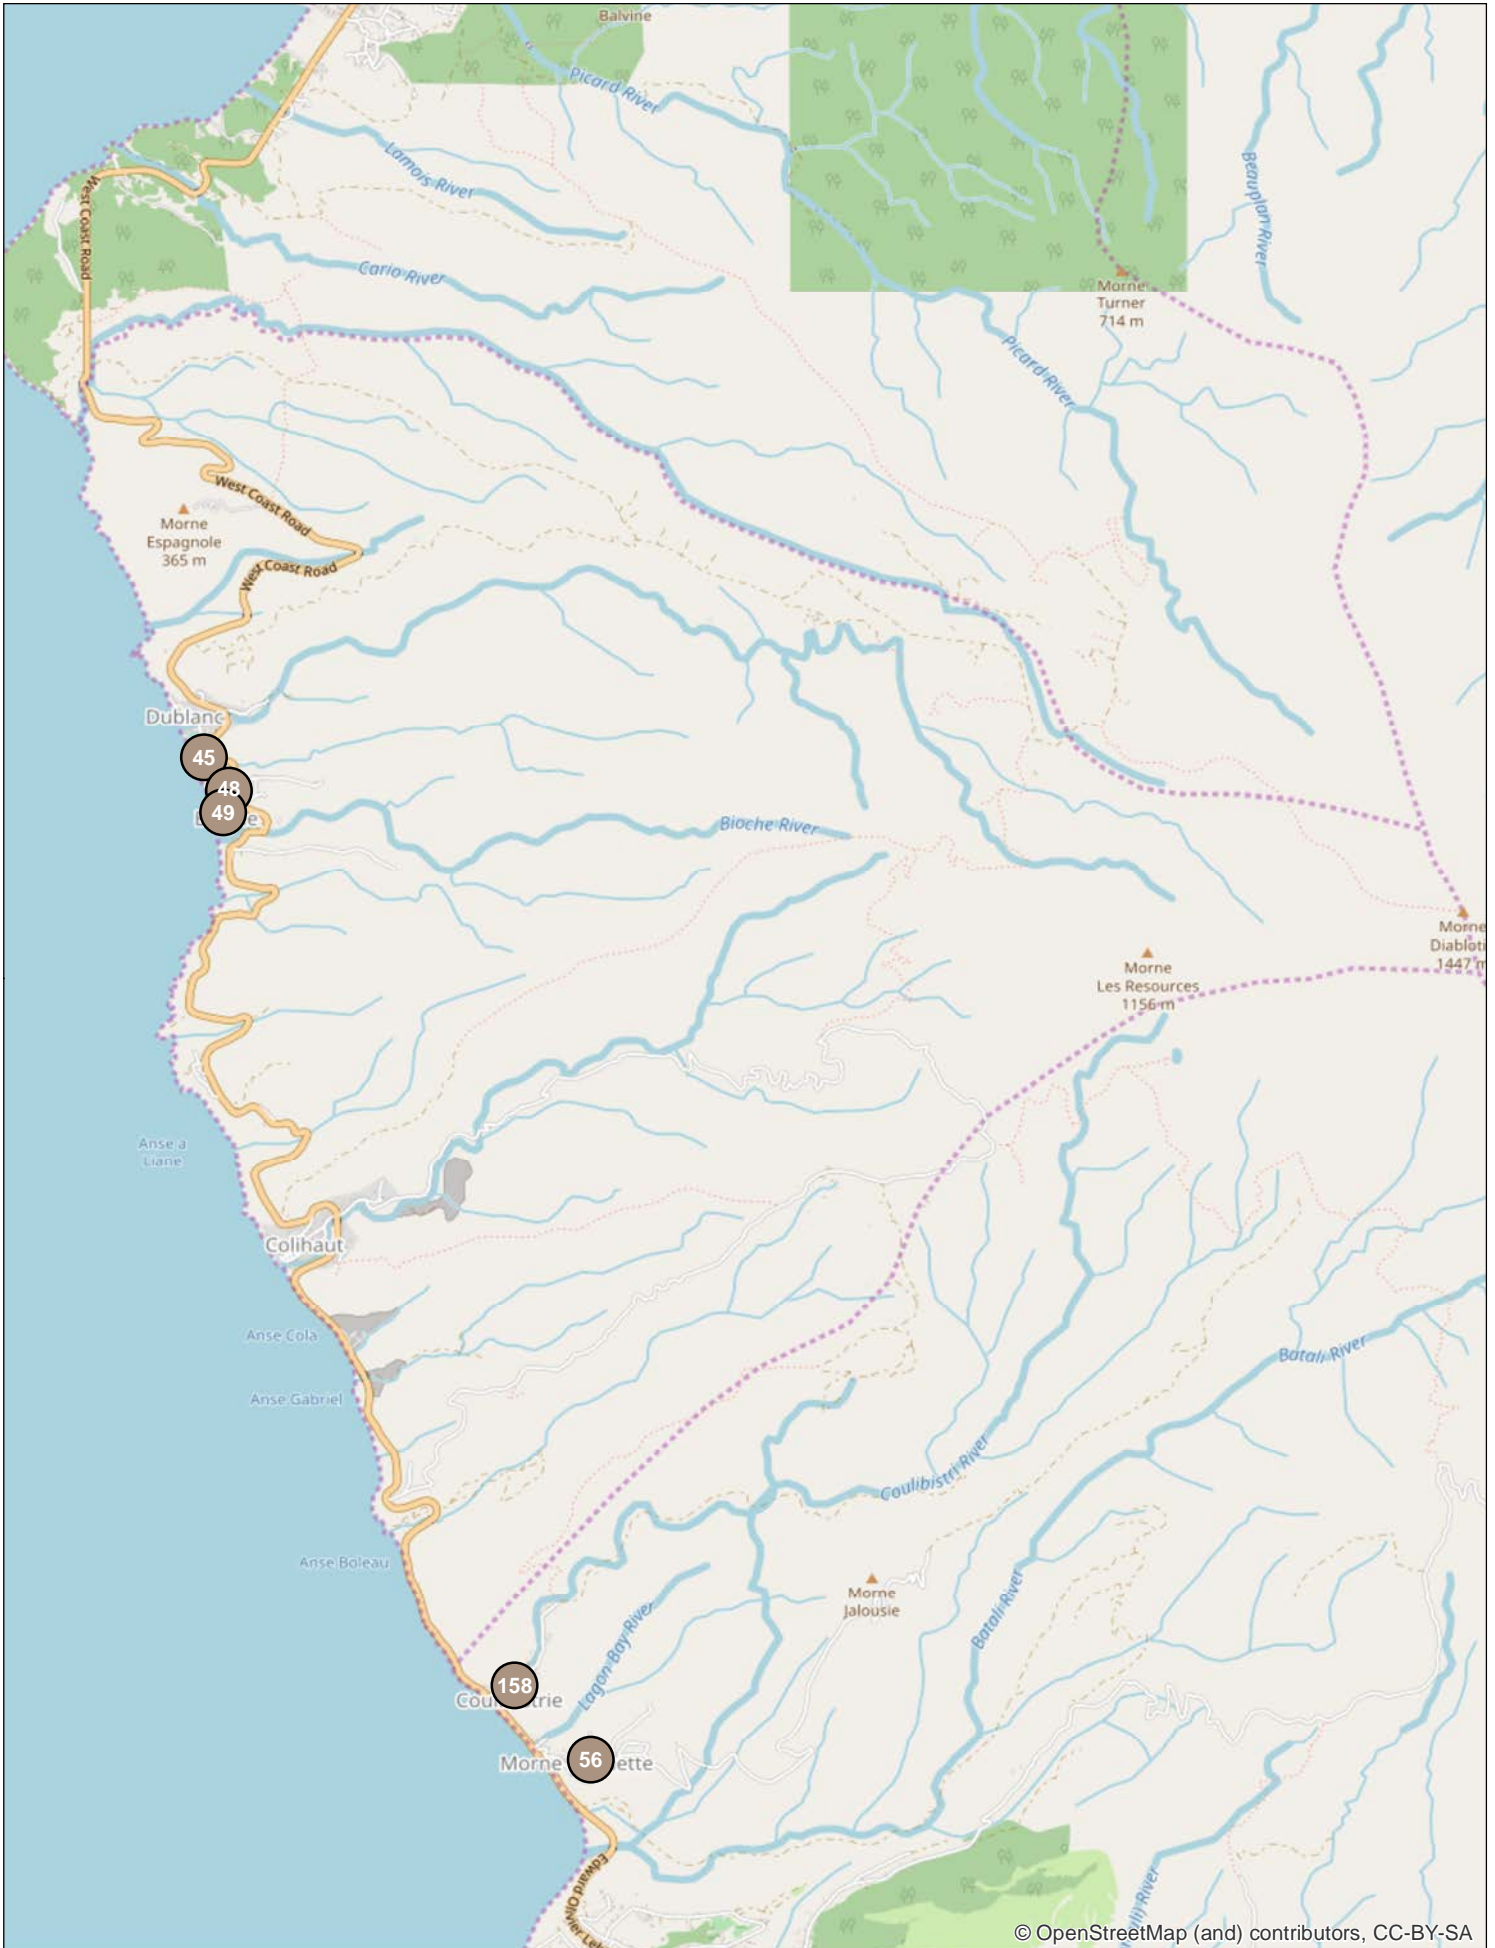 Balvine
Picard River
Lamois River
West Coast Road
Beauplan River
Cario River
Morne
Turner
714 m
Picard River
West Coast Road
Morne
Espagnole
365 m
West Coast Road
Dublanc
45
48
49
Bioche River
Morne
Les Resources
1156 m
Morne
Anse a
Liane
Colihaut
Anse Cola
Batali River
Anse Gabriel
Coulibistri River
Anse Boleau
Morne
Jalousie
Batali River
Lagon Bay River
158
56
Morne
River
© OpenStreetMap (and) contributors, CC-BY-SA